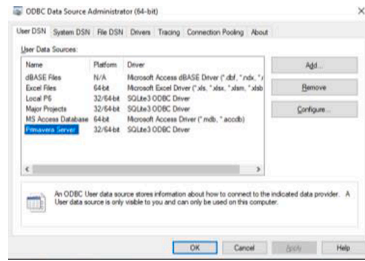 ODBC Data Source Administrator (64-bit)
User DSN System DSN File DSN Drivers Tracing Connection Pooling About
User Data Sources:
Name Platform Driver
dBASE Files N/A Microsoft Access dBASE Driver (*.dbf, *.ndx, *.r
Excel Files 64-bit Microsoft Excel Driver (*.xls, *.xlsx, *.xlsm, *.xlsb
Local P6 32/64-bit SQLite3 ODBC Driver
Major Projects 32/64-bit SQLite3 ODBC Driver
MS Access Database 64-bit Microsoft Access Driver (*.mdb, *.accdb)
Primavera Server 32/64-bit SQLite3 ODBC Driver
Add...
Remove
Configure...
An ODBC User data source stores information about how to connect to the indicated data provider. A
User data source is only visible to you and can only be used on this computer.
OK Cancel Apply Help